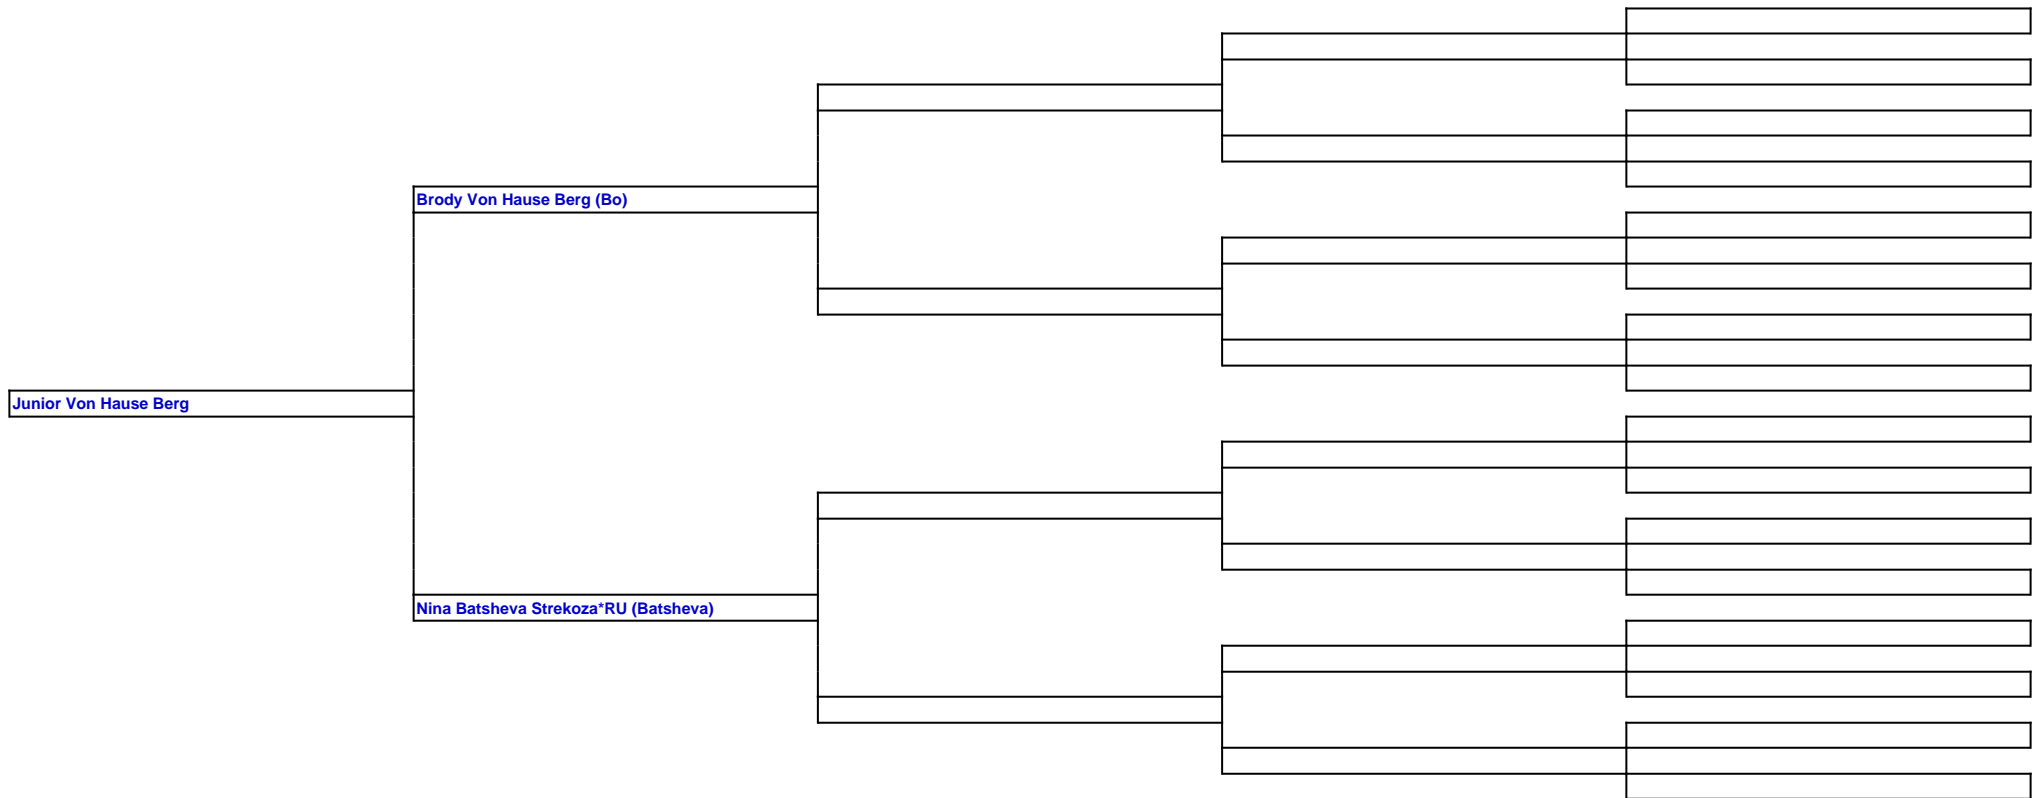 Brody Von Hause Berg (Bo)
Junior Von Hause Berg
Nina Batsheva Strekoza*RU (Batsheva)